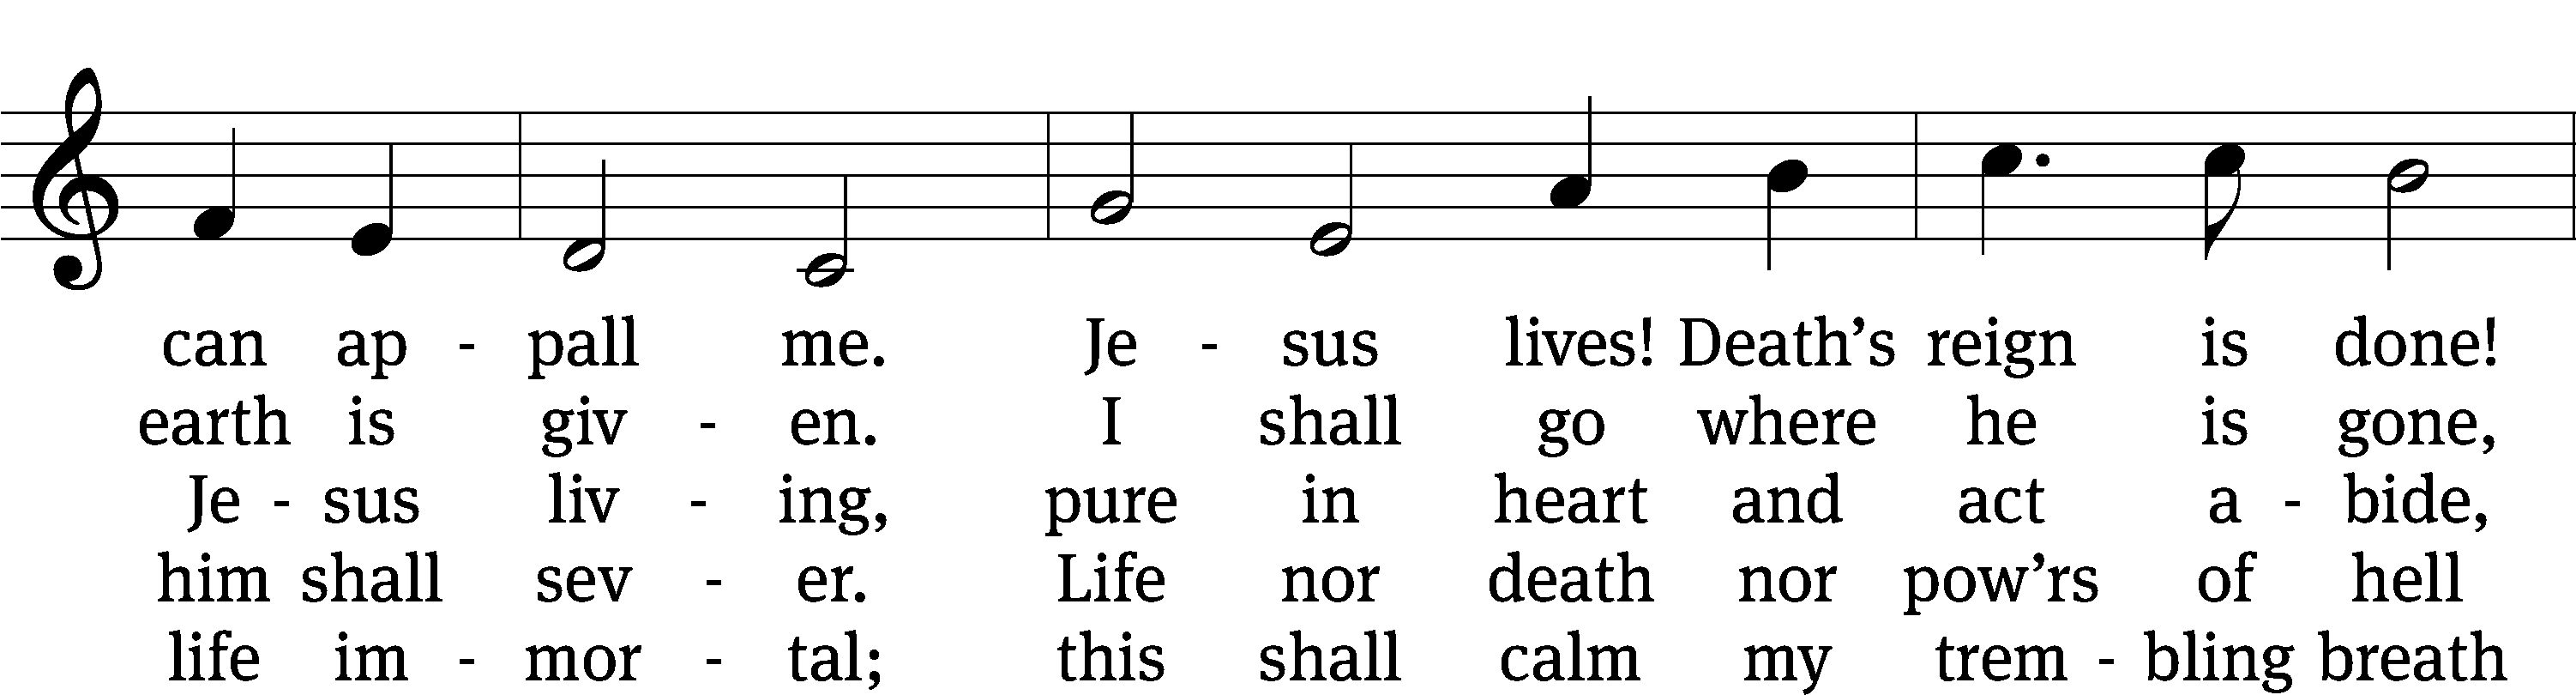 can ap - pall me. Je - sus lives! Death’s reign is done!
earth is giv - en. I shall go where he is gone,
Je - sus liv - ing, pure in heart and act a - bide,
him shall sev - er. Life nor death nor pow’rs of hell
life im - mor - tal; this shall calm my trem - bling breath